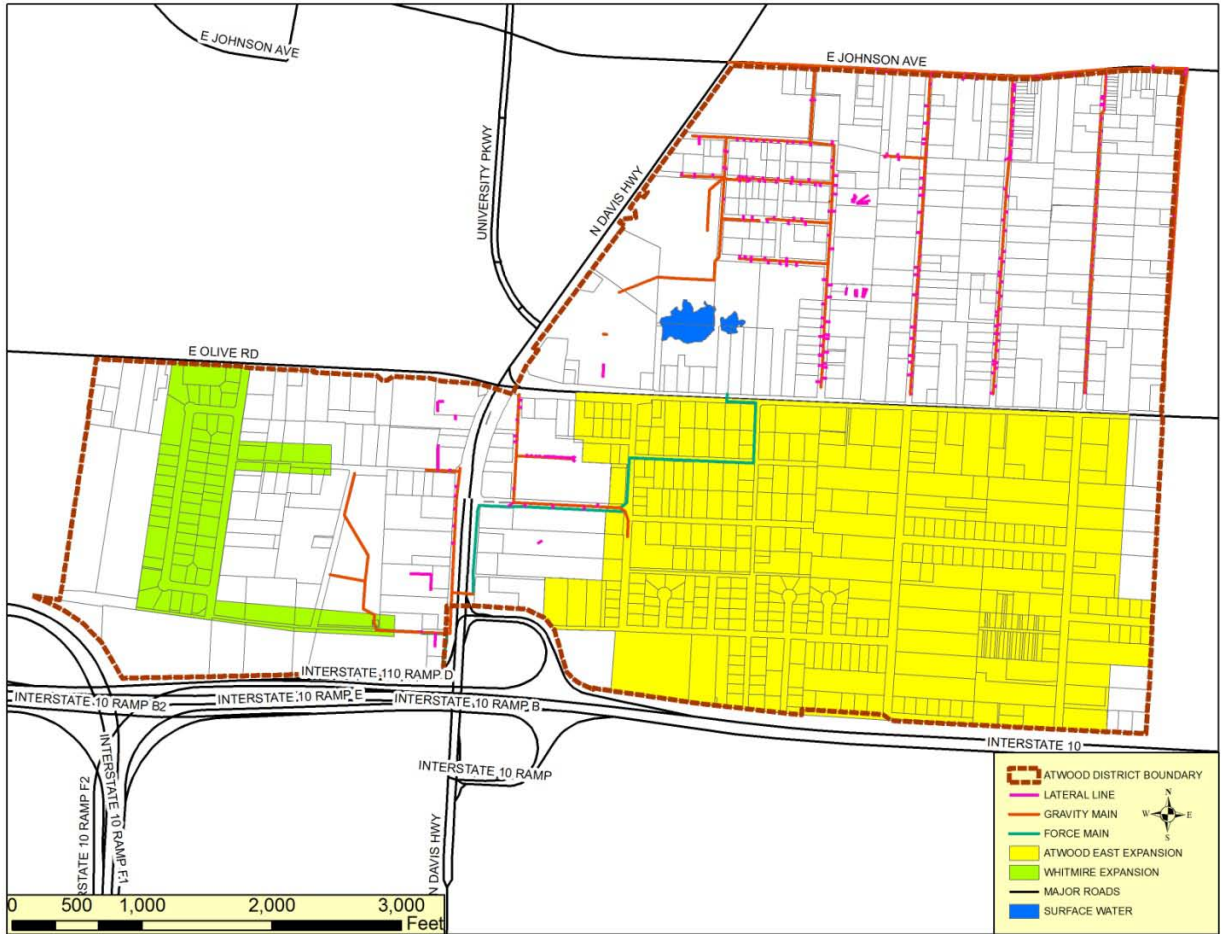 E JOHNSON AVE
E JOHNSON AVE
UNIVERSITY PKWY
N DAVIS HWY
E OLIVE RD
INTERSTATE 110 RAMP D
INTERSTATE 10 RAMP B2
INTERSTATE 10 RAMP E
INTERSTATE 10 RAMP B
INTERSTATE 10
INTERSTATE 10 RAMP
INTERSTATE 10 RAMP F1
STATE 10 RAMP F2
N DAVIS HWY
ATWOOD DISTRICT BOUNDARY
LATERAL LINE
GRAVITY MAIN
FORCE MAIN
ATWOOD EAST EXPANSION
WHITMIRE EXPANSION
MAJOR ROADS
SURFACE WATER
N
W E
S
0 500 1,000 2,000 3,000
Feet